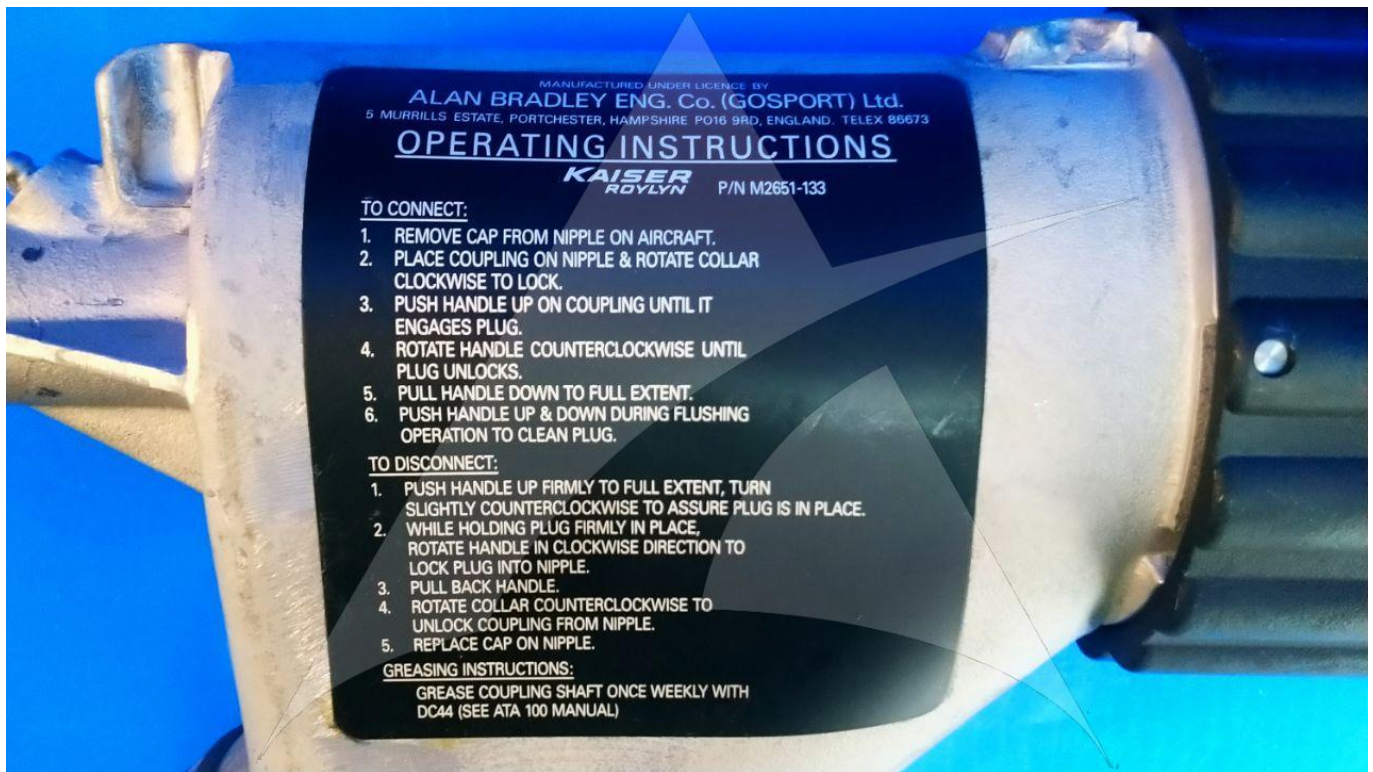 MANUFACTURED UNDER LICENCE BY
ALAN BRADLEY ENG. Co. (GOSPORT) Ltd.
5 MURRILLS ESTATE, PORTCHESTER, HAMPSHIRE PO16 9RD, ENGLAND. TELEX 86673
OPERATING INSTRUCTIONS
KAISER
ROYLYN P/N M2651-133
TO CONNECT:
1. REMOVE CAP FROM NIPPLE ON AIRCRAFT.
2. PLACE COUPLING ON NIPPLE & ROTATE COLLAR
CLOCKWISE TO LOCK.
3. PUSH HANDLE UP ON COUPLING UNTIL IT
ENGAGES PLUG.
4. ROTATE HANDLE COUNTERCLOCKWISE UNTIL
PLUG UNLOCKS.
5. PULL HANDLE DOWN TO FULL EXTENT.
6. PUSH HANDLE UP & DOWN DURING FLUSHING
OPERATION TO CLEAN PLUG.
TO DISCONNECT:
1. PUSH HANDLE UP FIRMLY TO FULL EXTENT, TURN
SLIGHTLY COUNTERCLOCKWISE TO ASSURE PLUG IS IN PLACE.
2. WHILE HOLDING PLUG FIRMLY IN PLACE,
ROTATE HANDLE IN CLOCKWISE DIRECTION TO
LOCK PLUG INTO NIPPLE.
3. PULL BACK HANDLE.
4. ROTATE COLLAR COUNTERCLOCKWISE TO
UNLOCK COUPLING FROM NIPPLE.
5. REPLACE CAP ON NIPPLE.
GREASING INSTRUCTIONS:
GREASE COUPLING SHAFT ONCE WEEKLY WITH
DC44 (SEE ATA 100 MANUAL)